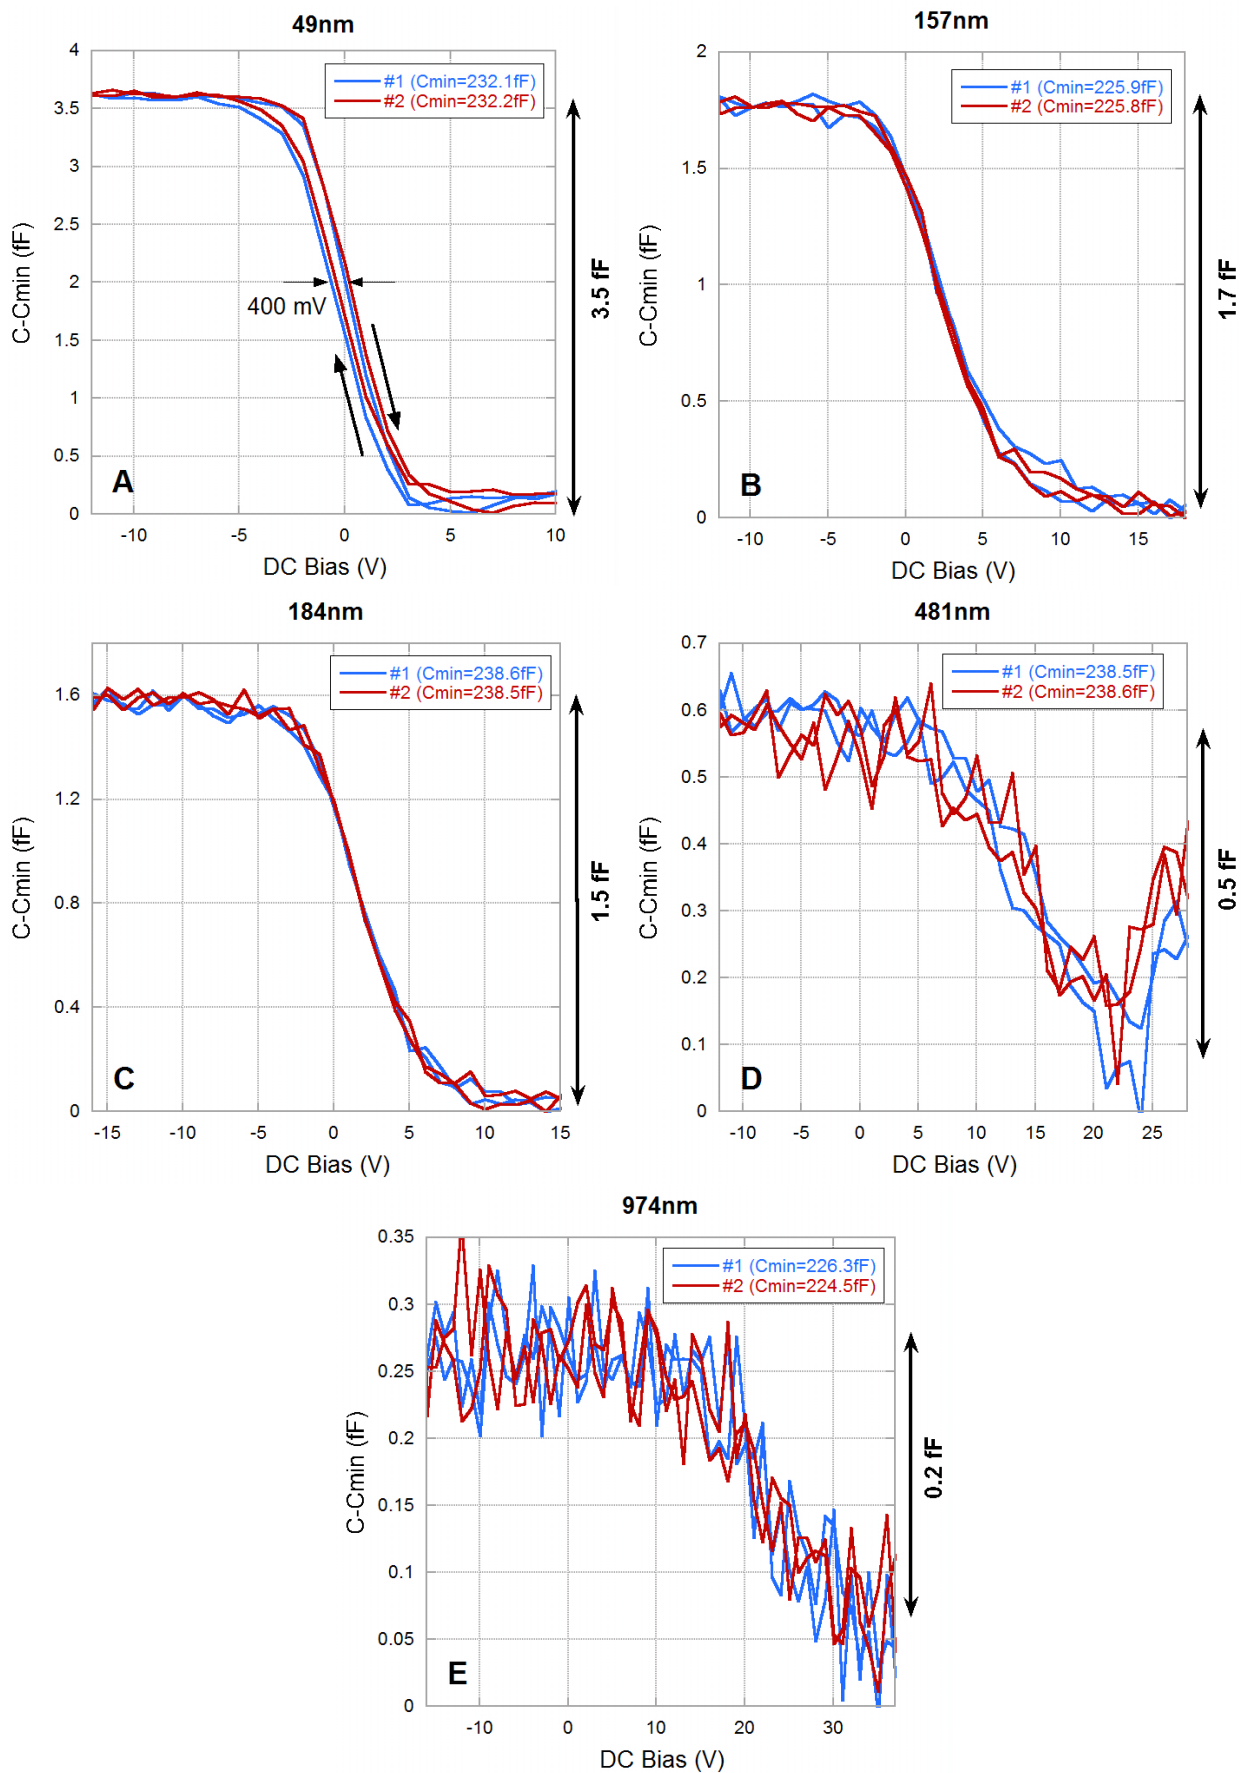 49nm
4
3.5
3
2.5
2
1.5
1
0.5
0
C-Cmin (fF)
#1 (Cmin=232.1fF)
#2 (Cmin=232.2fF)
400 mV
A
3.5 fF
-10
-5
0
5
10
DC Bias (V)
157nm
2
1.5
1
0.5
0
C-Cmin (fF)
#1 (Cmin=225.9fF)
#2 (Cmin=225.8fF)
B
1.7 fF
-10
-5
0
5
10
15
DC Bias (V)
184nm
1.6
1.2
0.8
0.4
0
C-Cmin (fF)
#1 (Cmin=238.6fF)
#2 (Cmin=238.5fF)
C
1.5 fF
-15
-10
-5
0
5
10
15
DC Bias (V)
481nm
0.7
0.6
0.5
0.4
0.3
0.2
0.1
0
C-Cmin (fF)
#1 (Cmin=238.5fF)
#2 (Cmin=238.6fF)
D
0.5 fF
-10
-5
0
5
10
15
20
25
DC Bias (V)
974nm
0.35
0.3
0.25
0.2
0.15
0.1
0.05
0
C-Cmin (fF)
#1 (Cmin=226.3fF)
#2 (Cmin=224.5fF)
E
0.2 fF
-10
0
10
20
30
DC Bias (V)